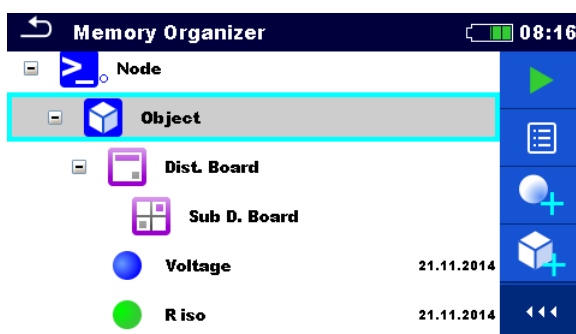 Memory Organizer 08:16
Node
Object
Dist. Board
Sub D. Board
Voltage 21.11.2014
R iso 21.11.2014